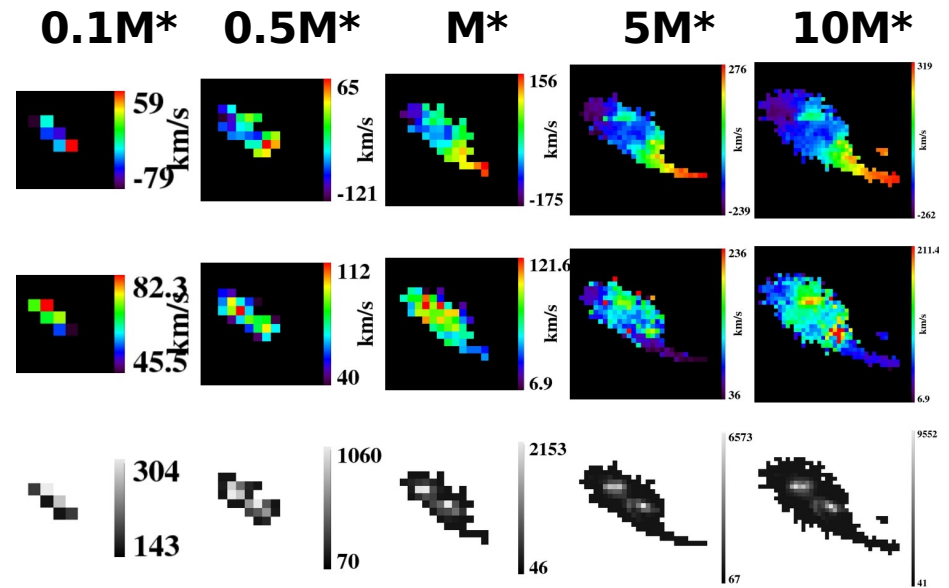 0.1M* 0.5M* M* 5M* 10M*
59 km/s -79
65 km/s -121
156 km/s -175
276 km/s -239
319 km/s -262
82.3 km/s 45.5
112 km/s 40
121.6 km/s 6.9
236 km/s 36
211.4 km/s 6.9
304 143
1060 70
2153 46
6573 67
9552 41